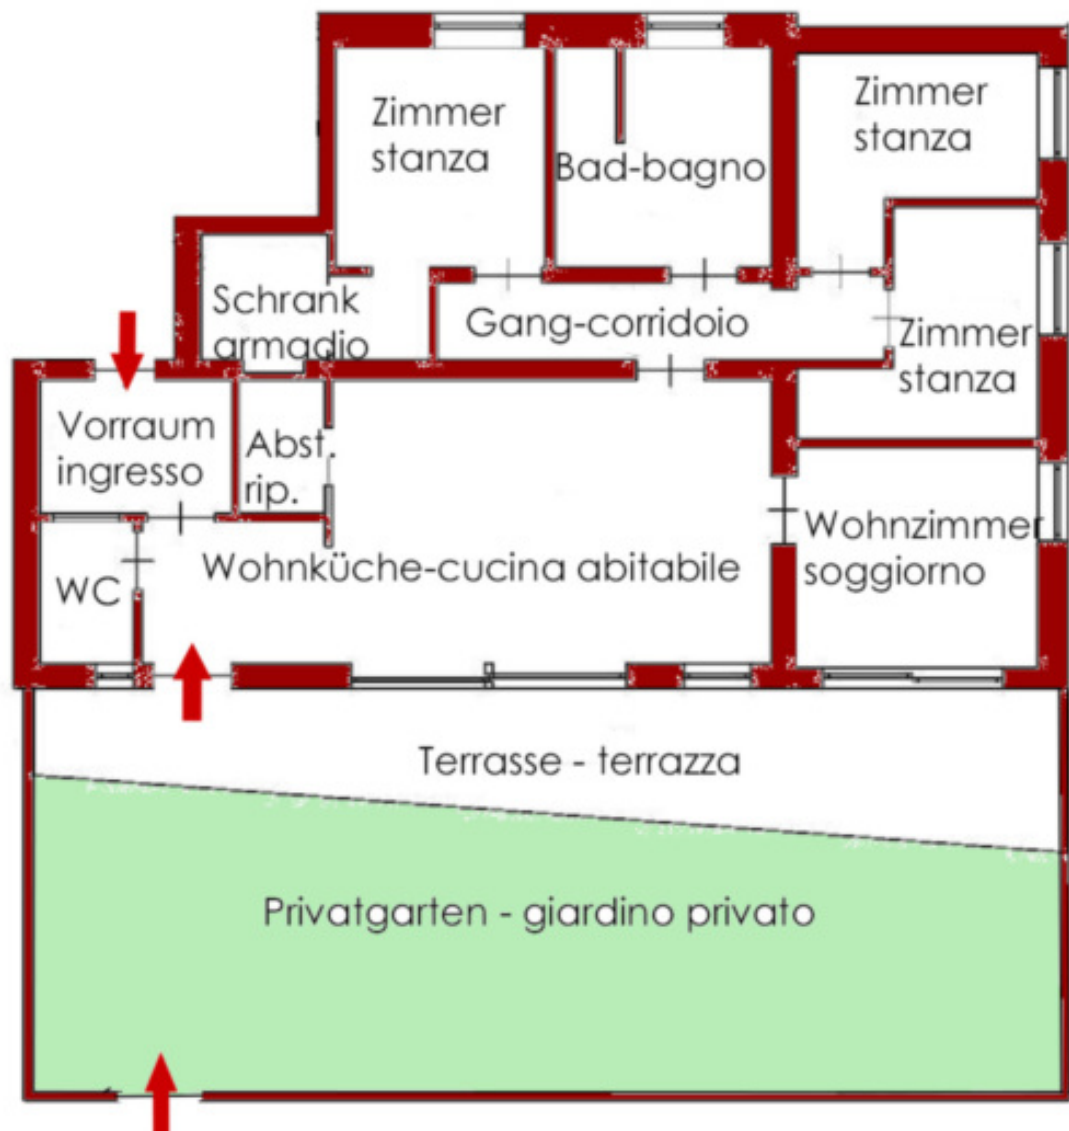 Zimmer
stanza
Bad-bagno
Zimmer
stanza
Schrank
armadio
Gang-corridoio
Zimmer
stanza
Vorraum
ingresso
Abst.
rip.
WC
Wohnküche-cucina abitabile
Wohnzimmer
soggiorno
Terrasse - terrazza
Privatgarten - giardino privato